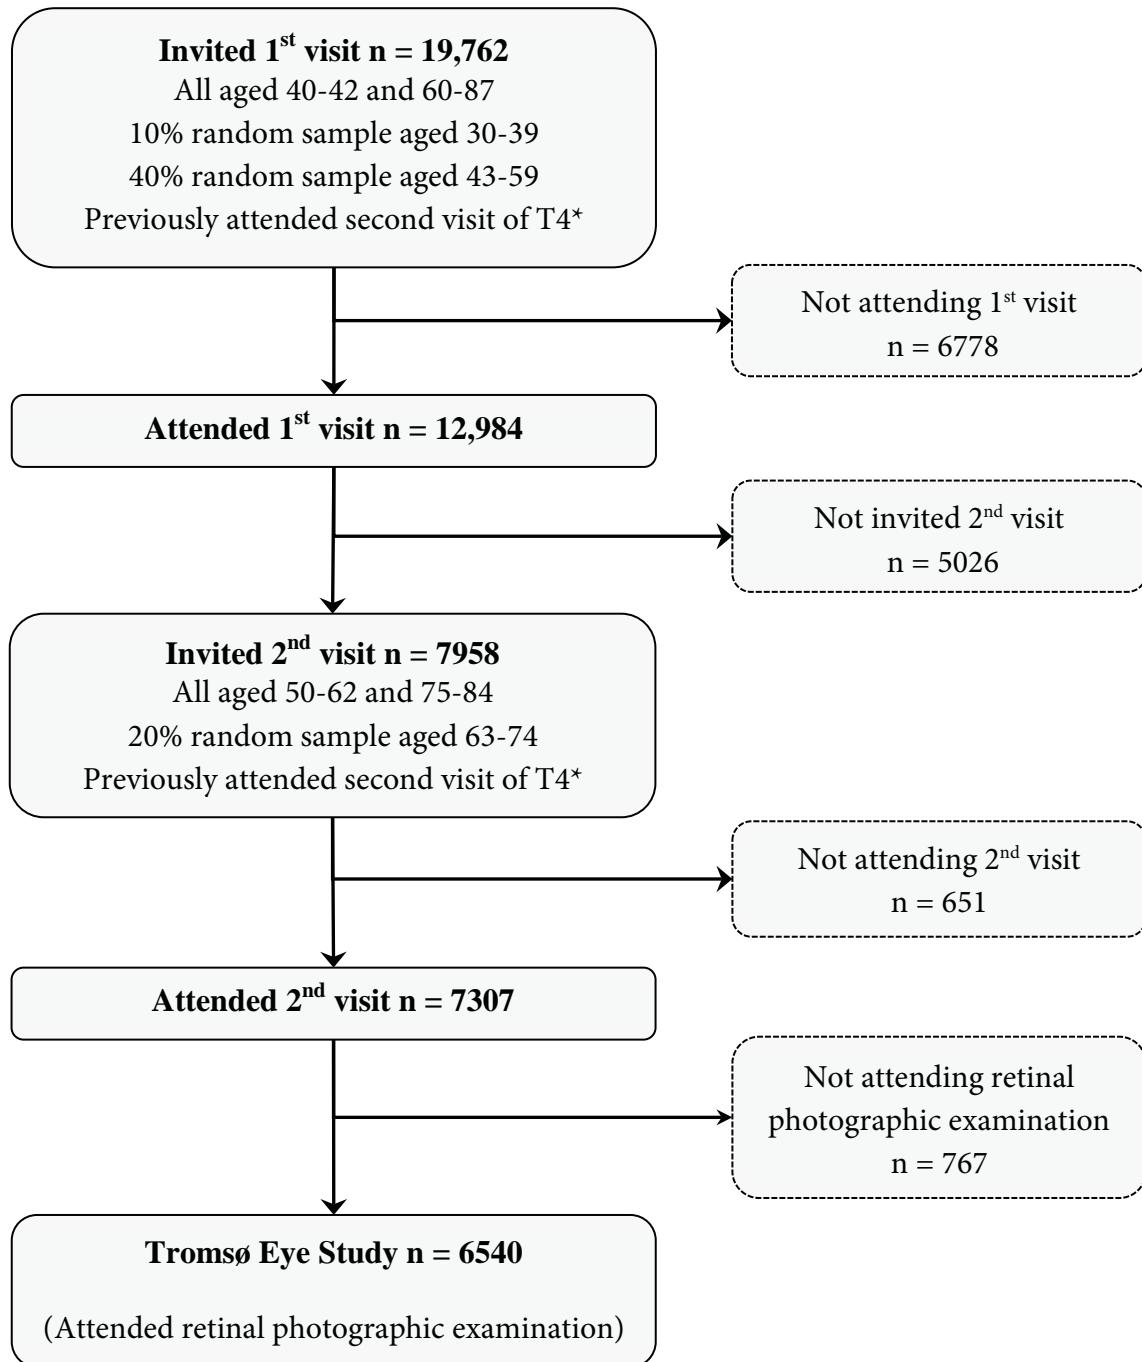 Invited 1st visit n = 19,762
All aged 40-42 and 60-87
10% random sample aged 30-39
40% random sample aged 43-59
Previously attended second visit of T4*
Not attending 1st visit
n = 6778
Attended 1st visit n = 12,984
Not invited 2nd visit
n = 5026
Invited 2nd visit n = 7958
All aged 50-62 and 75-84
20% random sample aged 63-74
Previously attended second visit of T4*
Not attending 2nd visit
n = 651
Attended 2nd visit n = 7307
Not attending retinal
photographic examination
n = 767
Tromsø Eye Study n = 6540
(Attended retinal photographic examination)